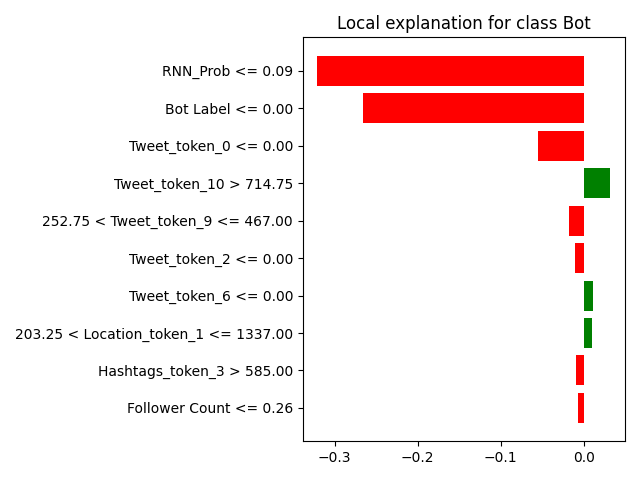 Local explanation for class Bot
RNN_Prob <= 0.09
Bot Label <= 0.00
Tweet_token_0 <= 0.00
Tweet_token_10 > 714.75
252.75 < Tweet_token_9 <= 467.00
Tweet_token_2 <= 0.00
Tweet_token_6 <= 0.00
203.25 < Location_token_1 <= 1337.00
Hashtags_token_3 > 585.00
Follower Count <= 0.26
−0.3 −0.2 −0.1 0.0